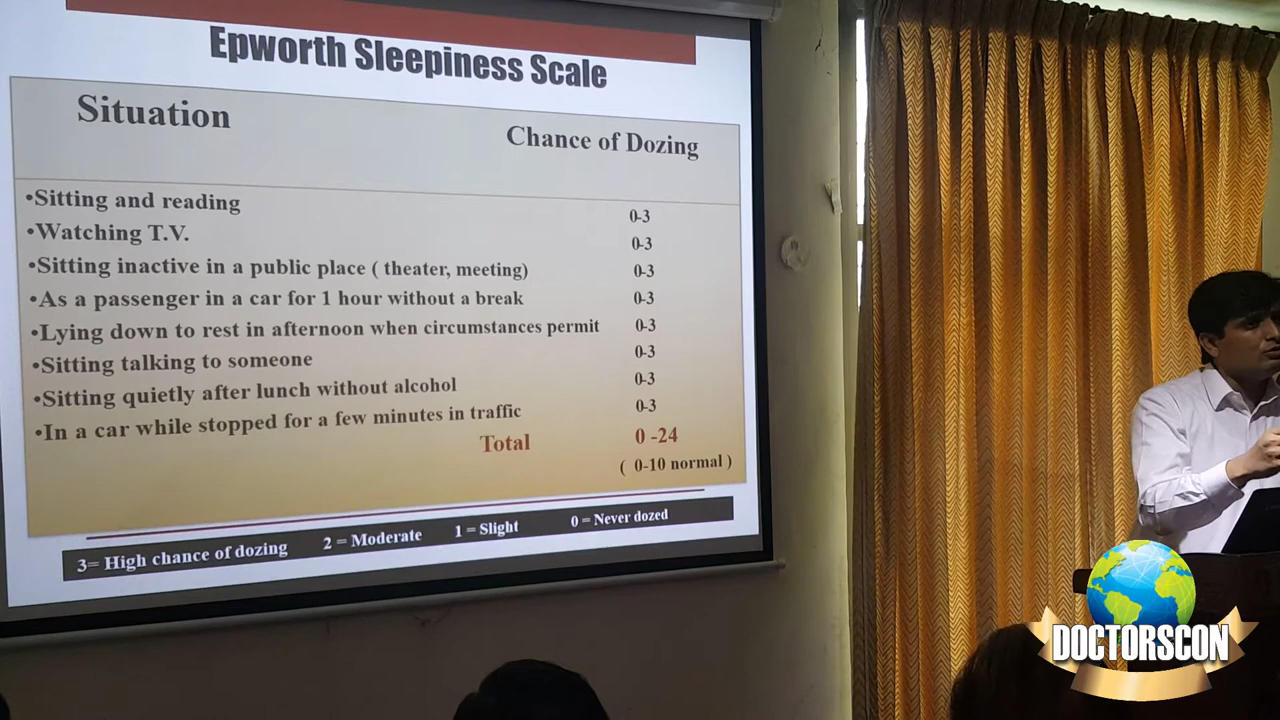 Epworth Sleepiness Scale
Situation
Chance of Dozing
•Sitting and reading 0-3
•Watching T.V. 0-3
•Sitting inactive in a public place ( theater, meeting) 0-3
•As a passenger in a car for 1 hour without a break 0-3
•Lying down to rest in afternoon when circumstances permit 0-3
•Sitting talking to someone 0-3
•Sitting quietly after lunch without alcohol 0-3
•In a car while stopped for a few minutes in traffic 0-3
Total 0 -24
( 0-10 normal )
3= High chance of dozing 2 = Moderate 1 = Slight 0 = Never dozed
DOCTORSCON